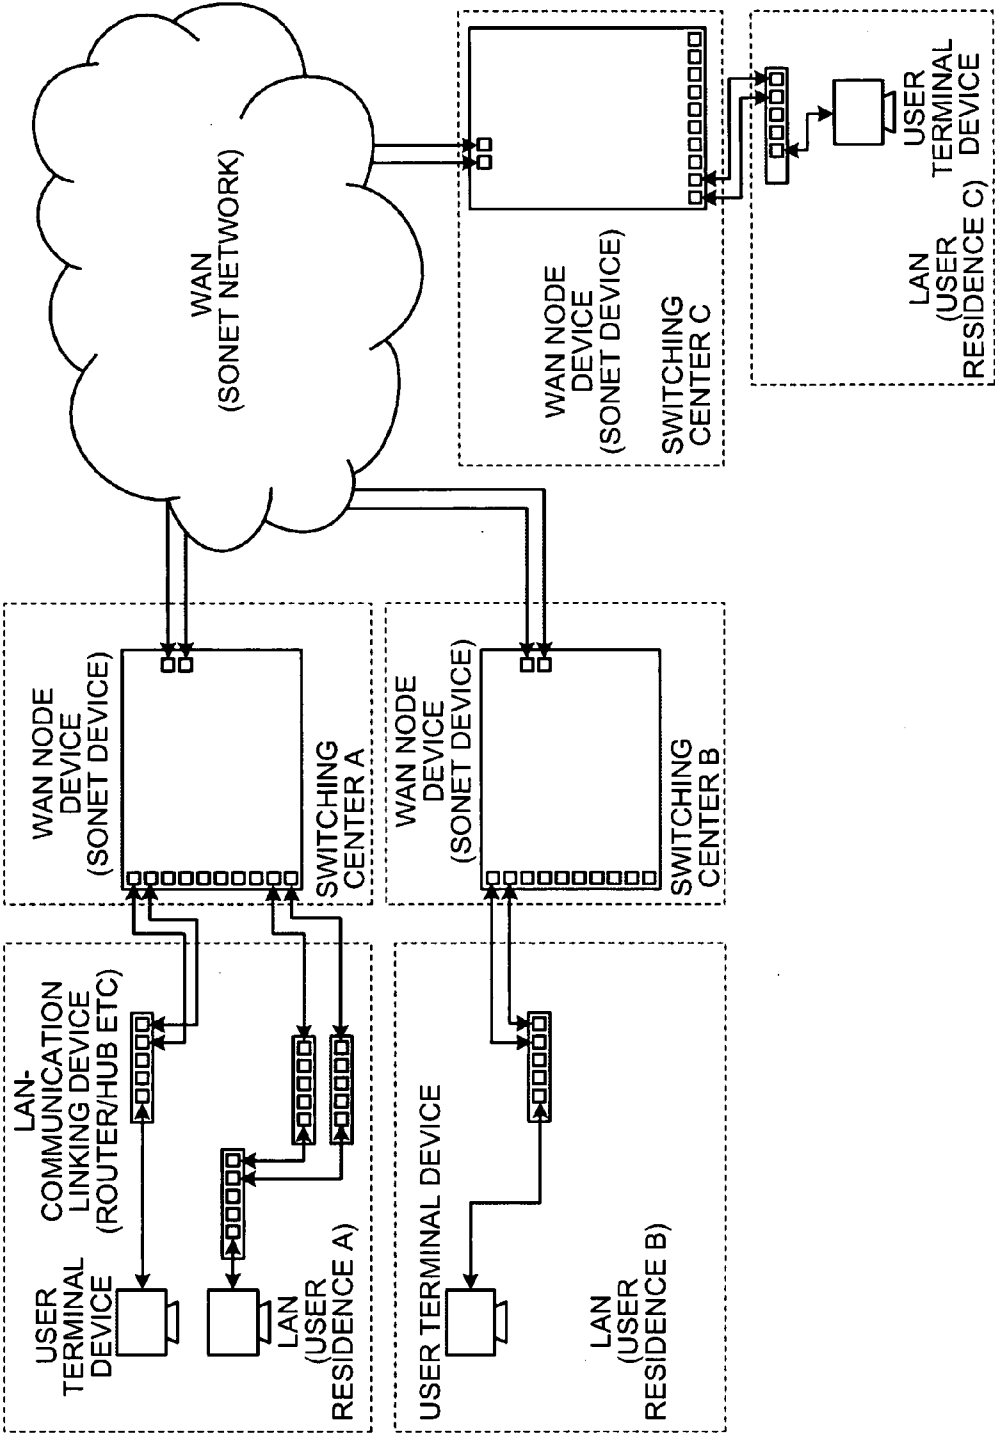 LAN-
COMMUNICATION
LINKING DEVICE
(ROUTER/HUB ETC)
USER
TERMINAL
DEVICE
LAN
(USER
RESIDENCE A)
WAN NODE
DEVICE
(SONET DEVICE)
SWITCHING
CENTER A
WAN
(SONET NETWORK)
USER TERMINAL DEVICE
LAN
(USER
RESIDENCE B)
WAN NODE
DEVICE
(SONET DEVICE)
SWITCHING
CENTER B
WAN NODE
DEVICE
(SONET DEVICE)
SWITCHING
CENTER C
USER
TERMINAL
DEVICE
LAN
(USER
RESIDENCE C)